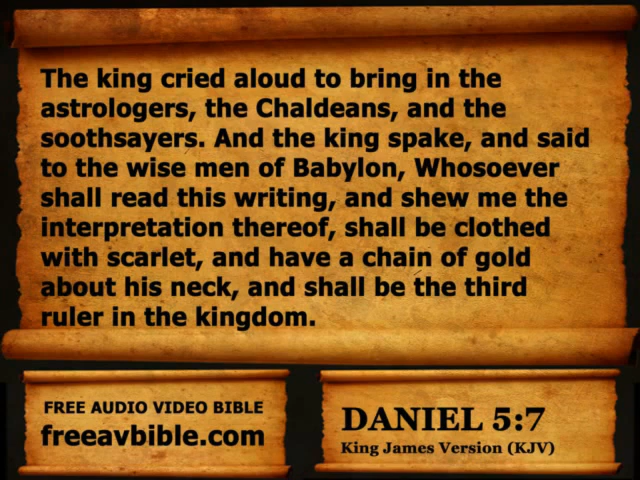 The king cried aloud to bring in the
astrologers, the Chaldeans, and the
soothsayers. And the king spake, and said
to the wise men of Babylon, Whosoever
shall read this writing, and shew me the
interpretation thereof, shall be clothed
with scarlet, and have a chain of gold
about his neck, and shall be the third
ruler in the kingdom.
FREE AUDIO VIDEO BIBLE
freeavbible.com
DANIEL 5:7
King James Version (KJV)